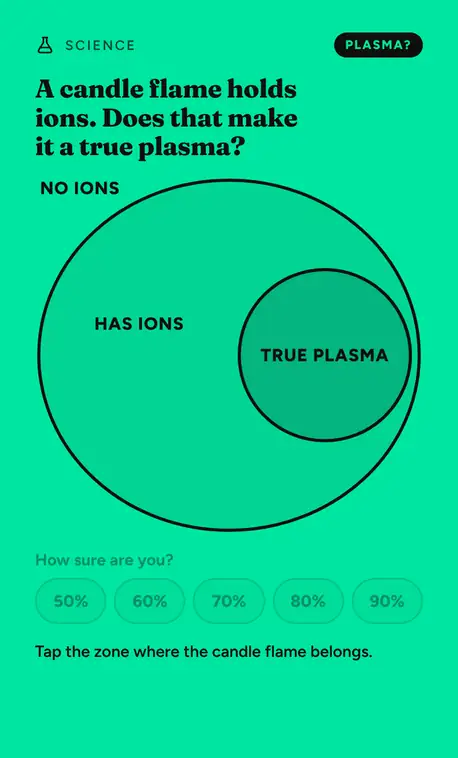 SCIENCE
PLASMA?
A candle flame holds
ions. Does that make
it a true plasma?
NO IONS
HAS IONS
TRUE PLASMA
How sure are you?
50% 60% 70% 80% 90%
Tap the zone where the candle flame belongs.